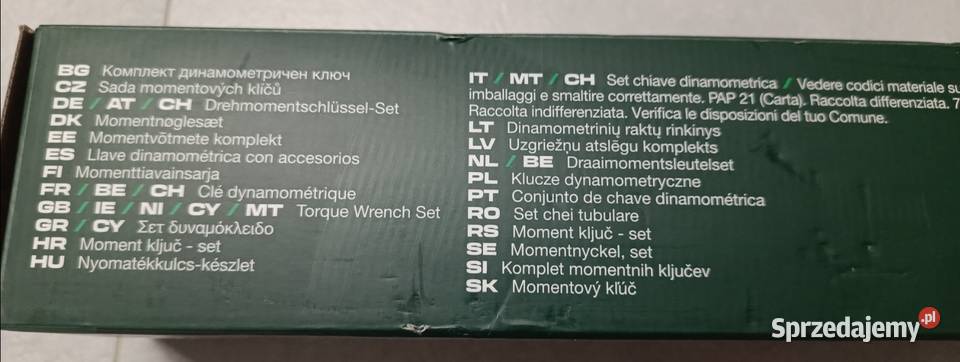 BG Комплект динамометричен ключ
CZ Sada momentových klíčů
DE / AT / CH Drehmomentschlüssel-Set
DK Momentnøglesæt
EE Momentvõtmete komplekt
ES Llave dinamométrica con accesorios
FI Momenttiavainsarja
FR / BE / CH Clé dynamométrique
GB / IE / NI / CY / MT Torque Wrench Set
GR / CY Σετ δυναμόκλειδο
HR Moment ključ - set
HU Nyomatékkulcs-készlet
IT / MT / CH Set chiave dinamometrica / Vedere codici materiale su
imballaggi e smaltire correttamente. PAP 21 (Carta). Raccolta differenziata. 7
Raccolta indifferenziata. Verifica le disposizioni del tuo Comune.
LT Dinamometrinių raktų rinkinys
LV Uzgriežņu atslēgu komplekts
NL / BE Draaimomentsleutelset
PL Klucze dynamometryczne
PT Conjunto de chave dinamométrica
RO Set chei tubulare
RS Moment ključ - set
SE Momentnyckel, set
SI Komplet momentnih ključev
SK Momentový kľúč
Sprzedajemy.pl